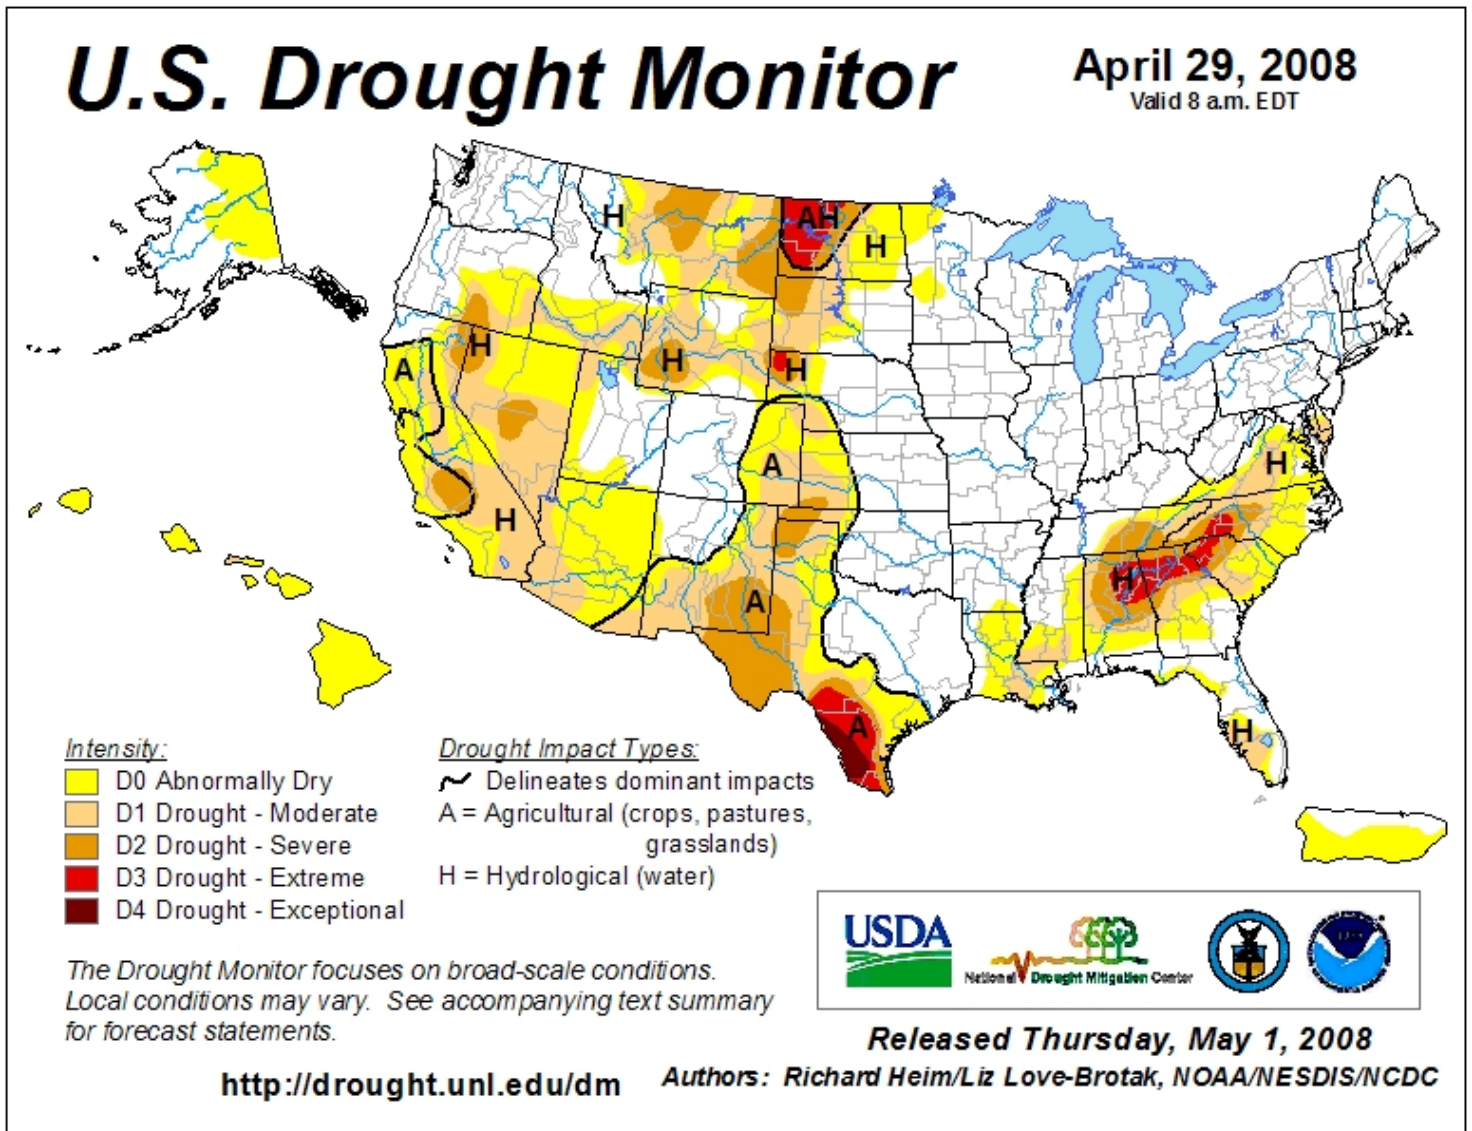 U.S. Drought Monitor
April 29, 2008
Valid 8 a.m. EDT
H
AH
H
A
H
H
H
A
H
H
A
H
A
A
H
Intensity:
D0 Abnormally Dry
D1 Drought - Moderate
D2 Drought - Severe
D3 Drought - Extreme
D4 Drought - Exceptional
Drought Impact Types:
Delineates dominant impacts
A = Agricultural (crops, pastures,
grasslands)
H = Hydrological (water)
The Drought Monitor focuses on broad-scale conditions.
Local conditions may vary. See accompanying text summary
for forecast statements.
http://drought.unl.edu/dm
USDA
National Drought Mitigation Center
Released Thursday, May 1, 2008
Authors: Richard Heim/Liz Love-Brotak, NOAA/NESDIS/NCDC